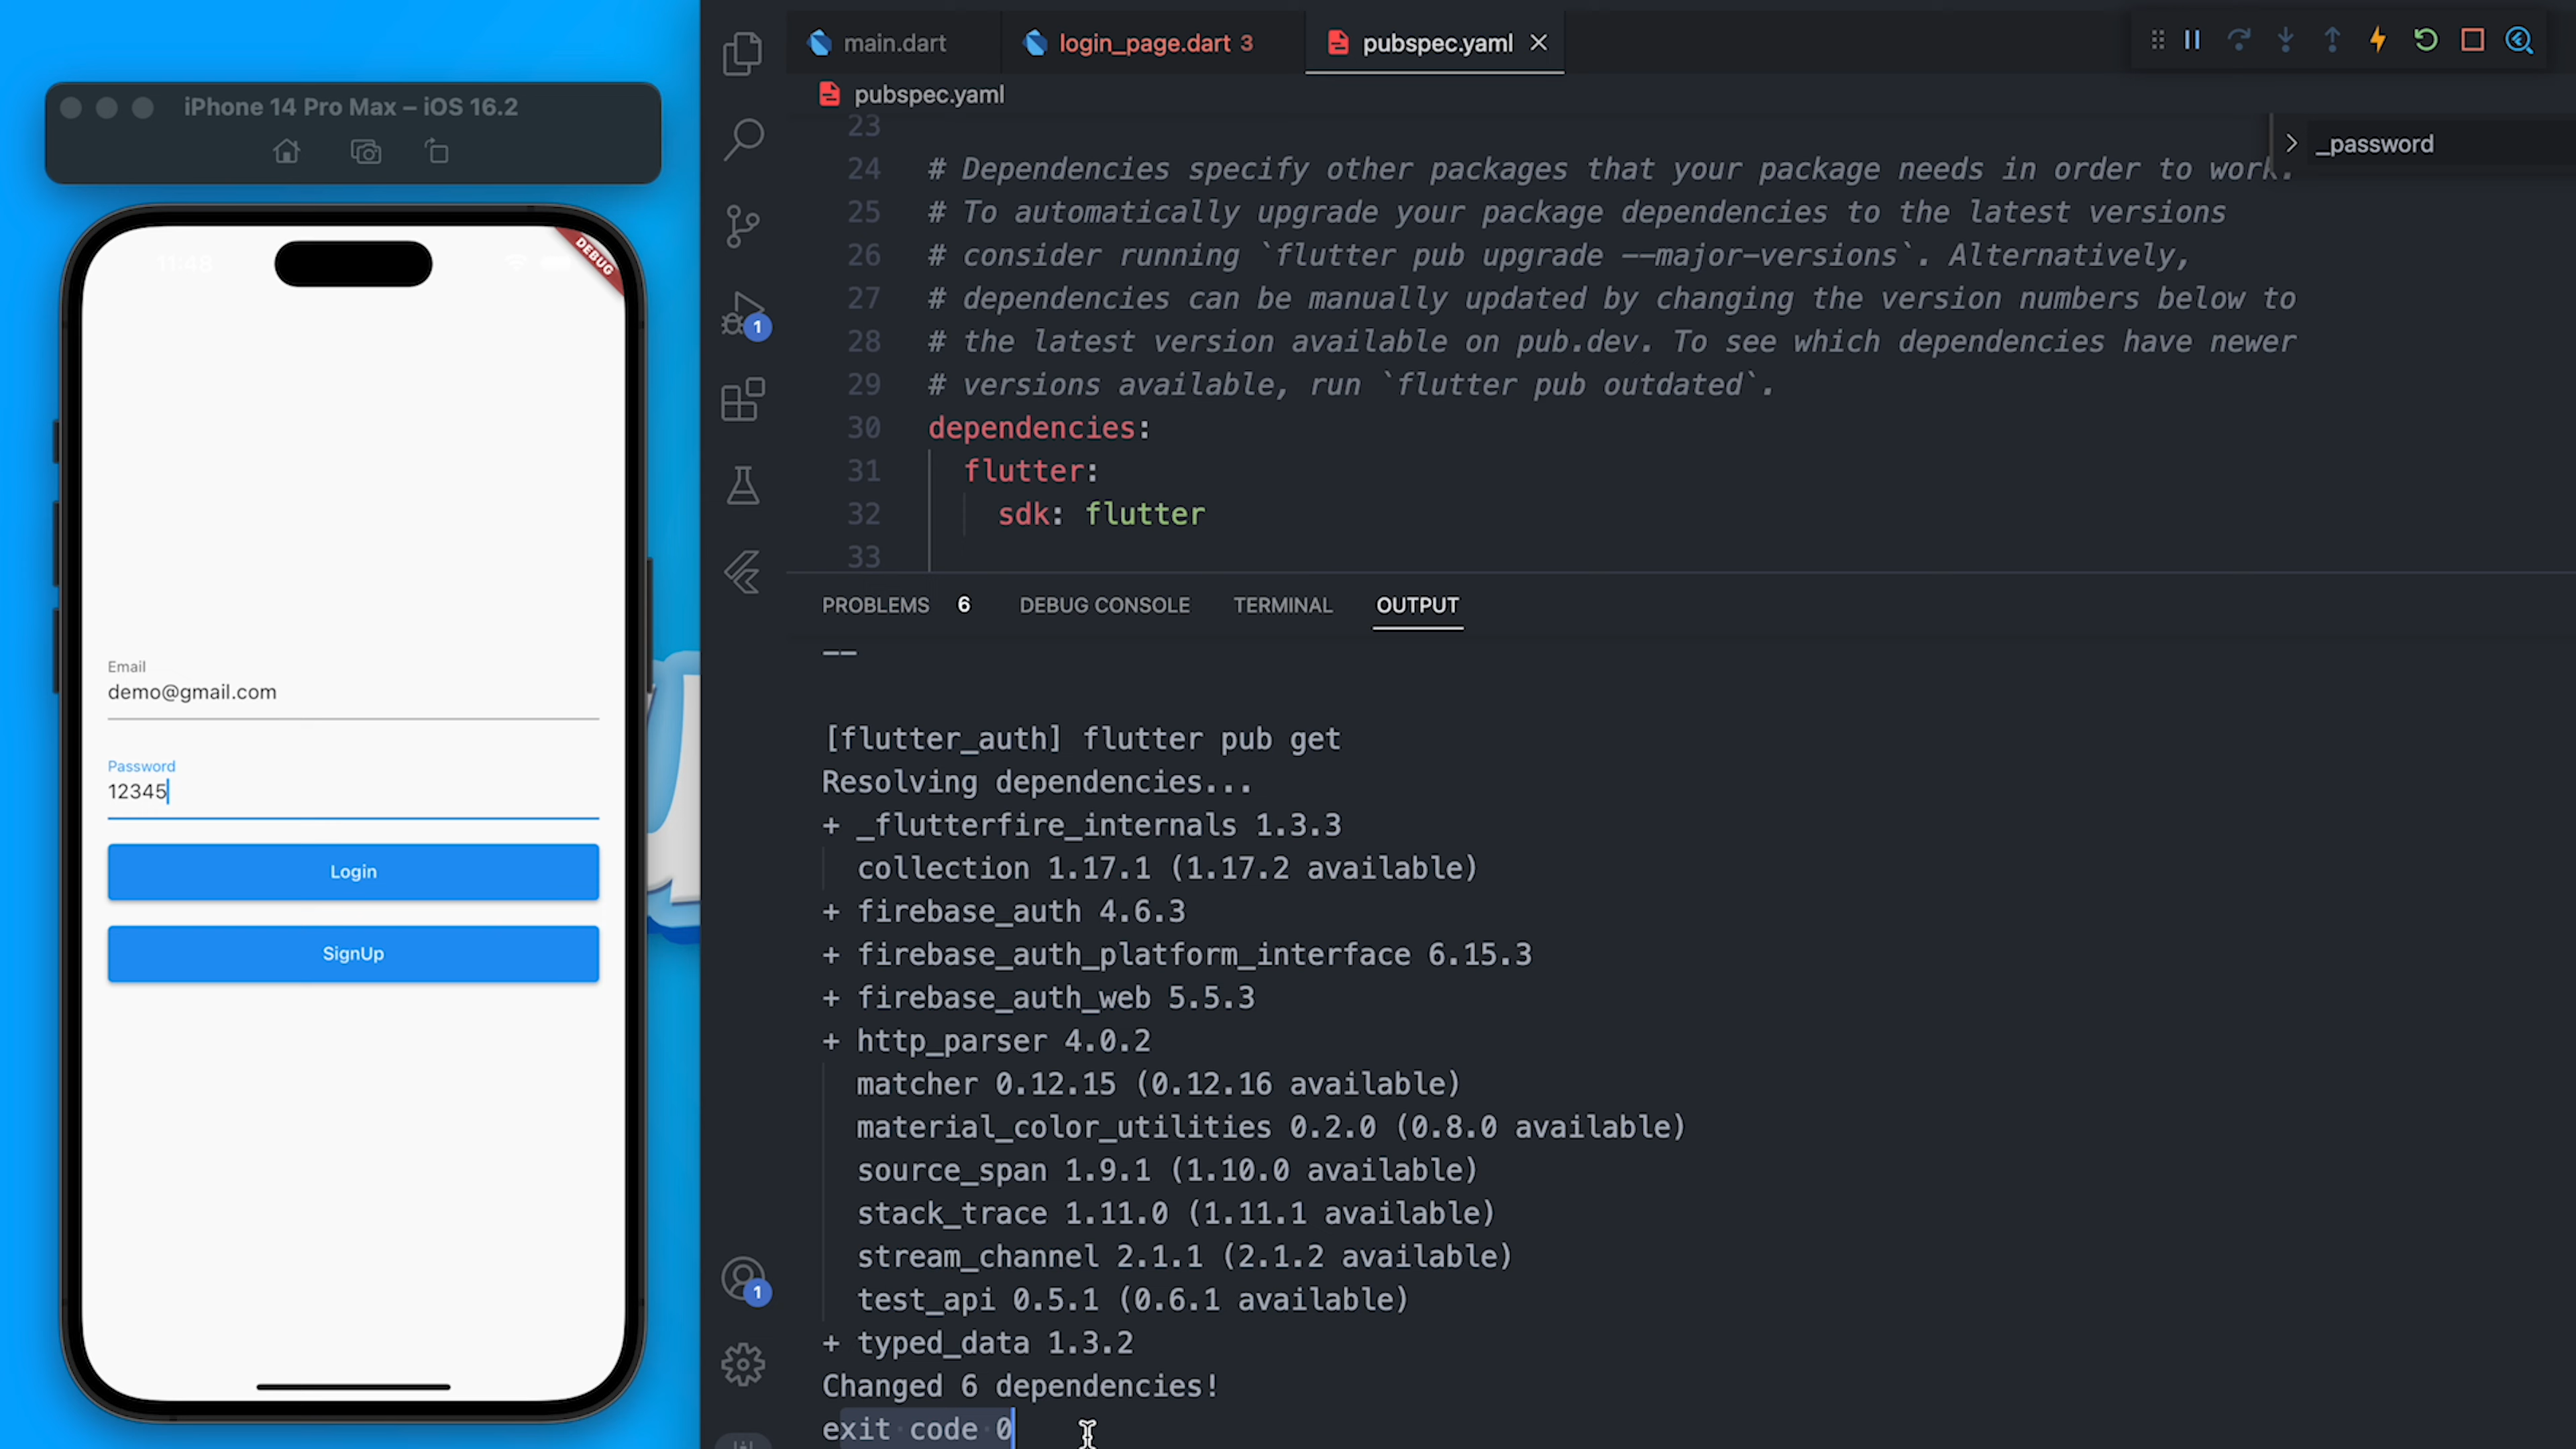 iPhone 14 Pro Max – iOS 16.2
11:48
DEBUG
Email
demo@gmail.com
Password
12345
Login
SignUp
main.dart
login_page.dart 3
pubspec.yaml
pubspec.yaml
_password
23
24 # Dependencies specify other packages that your package needs in order to work.
25 # To automatically upgrade your package dependencies to the latest versions
26 # consider running `flutter pub upgrade --major-versions`. Alternatively,
27 # dependencies can be manually updated by changing the version numbers below to
28 # the latest version available on pub.dev. To see which dependencies have newer
29 # versions available, run `flutter pub outdated`.
30 dependencies:
31 flutter:
32 sdk: flutter
33
1
PROBLEMS 6 DEBUG CONSOLE TERMINAL OUTPUT
--
[flutter_auth] flutter pub get
Resolving dependencies...
+ _flutterfire_internals 1.3.3
collection 1.17.1 (1.17.2 available)
+ firebase_auth 4.6.3
+ firebase_auth_platform_interface 6.15.3
+ firebase_auth_web 5.5.3
+ http_parser 4.0.2
matcher 0.12.15 (0.12.16 available)
material_color_utilities 0.2.0 (0.8.0 available)
source_span 1.9.1 (1.10.0 available)
stack_trace 1.11.0 (1.11.1 available)
stream_channel 2.1.1 (2.1.2 available)
test_api 0.5.1 (0.6.1 available)
+ typed_data 1.3.2
Changed 6 dependencies!
exit code 0
1